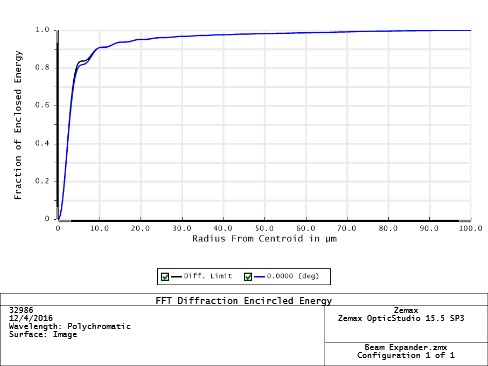 1.0
0.8
0.6
0.4
0.2
0
Fraction of Enclosed Energy
0 10.0 20.0 30.0 40.0 50.0 60.0 70.0 80.0 90.0 100.0
Radius From Centroid in µm
Diff. Limit 0.0000 (deg)
FFT Diffraction Encircled Energy
32986
12/4/2016
Wavelength: Polychromatic
Surface: Image
Zemax
Zemax OpticStudio 15.5 SP3
Beam Expander.zmx
Configuration 1 of 1